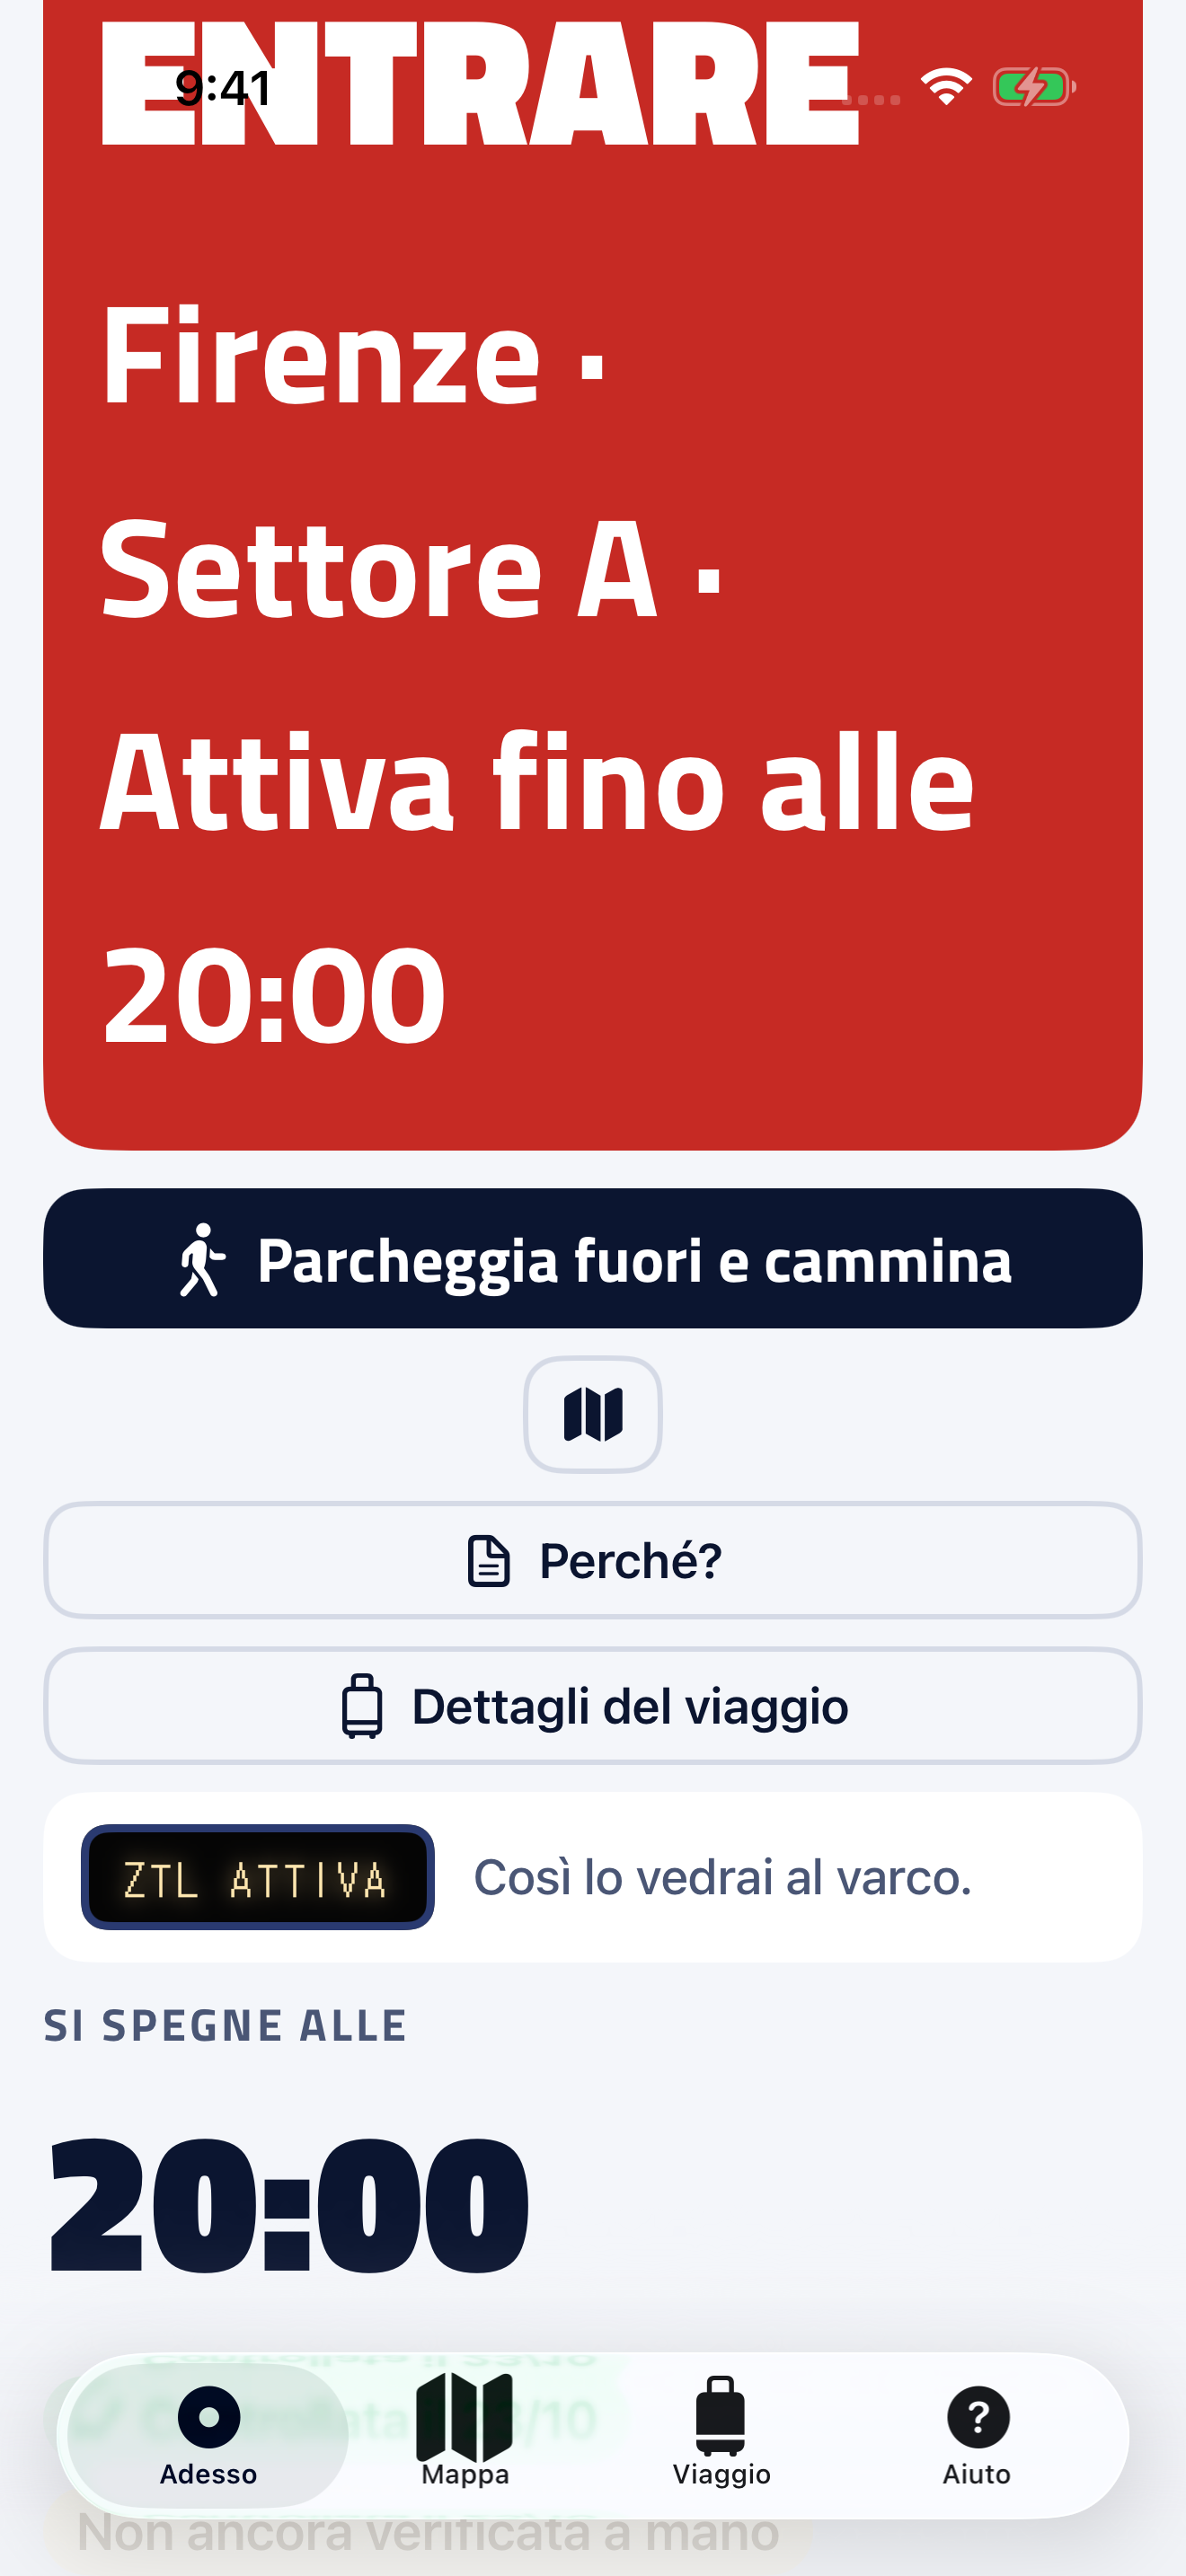 ENTRARE
9:41
Firenze ·
Settore A ·
Attiva fino alle
20:00
Parcheggia fuori e cammina
Perché?
Dettagli del viaggio
ZTL ATTIVA
Così lo vedrai al varco.
SI SPEGNE ALLE
20:00
/10
Adesso
Mappa
Viaggio
Aiuto
Non ancora verificata a mano